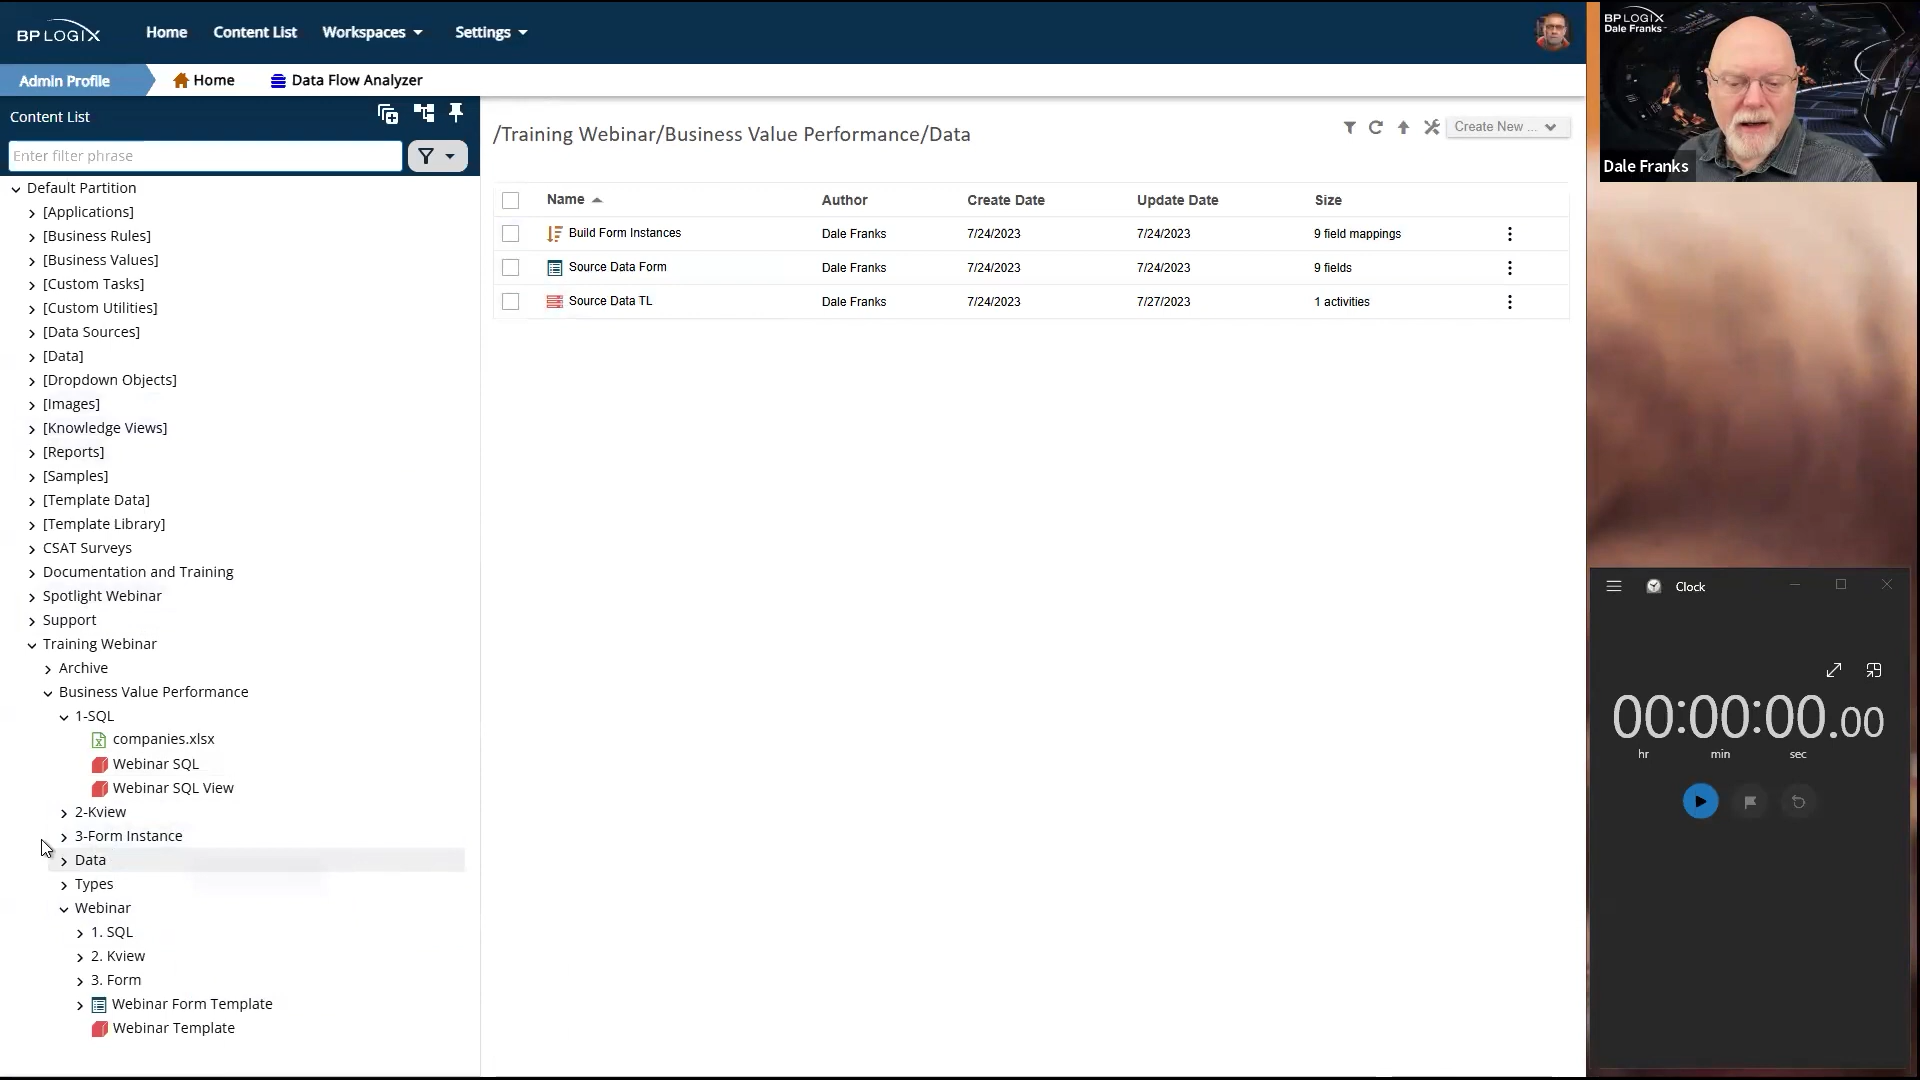 BP LOGIX
Home
Content List
Workspaces
Settings
Admin Profile
Home
Data Flow Analyzer
Content List
Enter filter phrase
Default Partition
[Applications]
[Business Rules]
[Business Values]
[Custom Tasks]
[Custom Utilities]
[Data Sources]
[Data]
[Dropdown Objects]
[Images]
[Knowledge Views]
[Reports]
[Samples]
[Template Data]
[Template Library]
CSAT Surveys
Documentation and Training
Spotlight Webinar
Support
Training Webinar
Archive
Business Value Performance
1-SQL
companies.xlsx
Webinar SQL
Webinar SQL View
2-Kview
3-Form Instance
Data
Types
Webinar
1. SQL
2. Kview
3. Form
Webinar Form Template
Webinar Template
/Training Webinar/Business Value Performance/Data
Create New ...
Name Author Create Date Update Date Size
Build Form Instances Dale Franks 7/24/2023 7/24/2023 9 field mappings
Source Data Form Dale Franks 7/24/2023 7/24/2023 9 fields
Source Data TL Dale Franks 7/24/2023 7/27/2023 1 activities
BP LOGIX
Dale Franks
Dale Franks
Clock
00:00:00.00
hr min sec